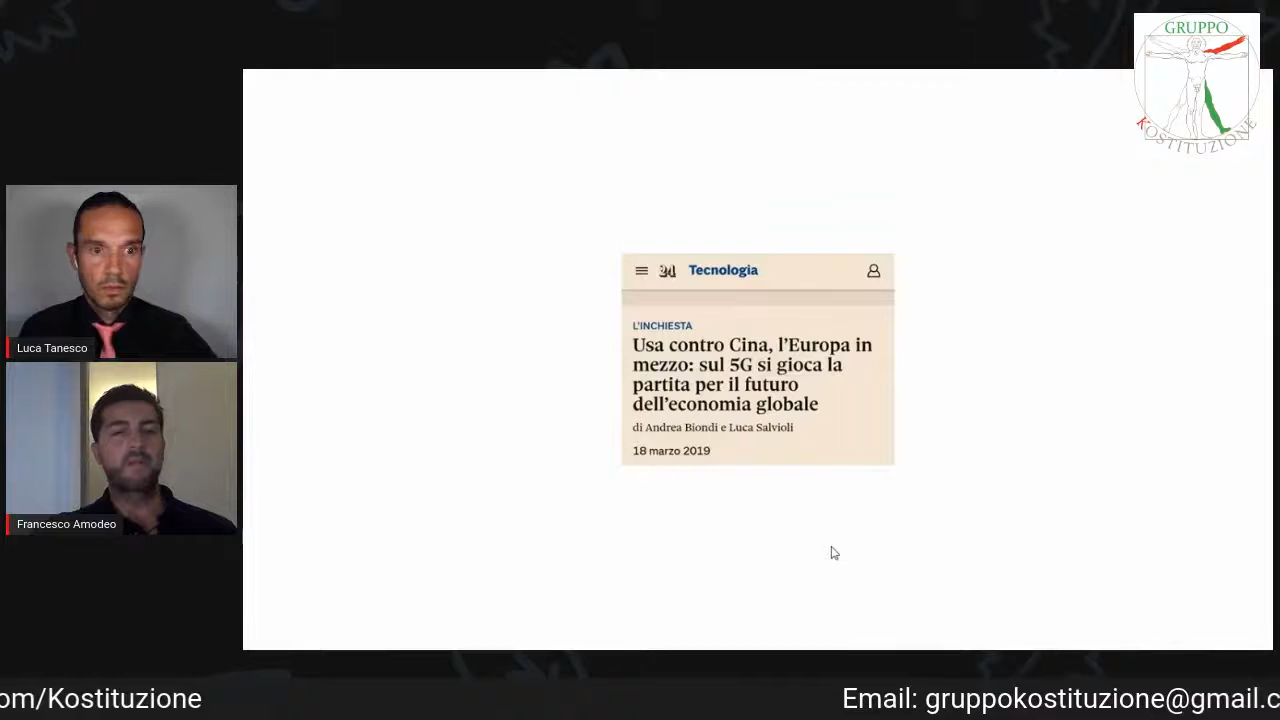 GRUPPO
KOSTITUZIONE
24 Tecnologia
L'INCHIESTA
Usa contro Cina, l'Europa in
mezzo: sul 5G si gioca la
partita per il futuro
dell'economia globale
di Andrea Biondi e Luca Salvioli
18 marzo 2019
Luca Tanesco
Francesco Amodeo
om/Kostituzione
Email: gruppokostituzione@gmail.c